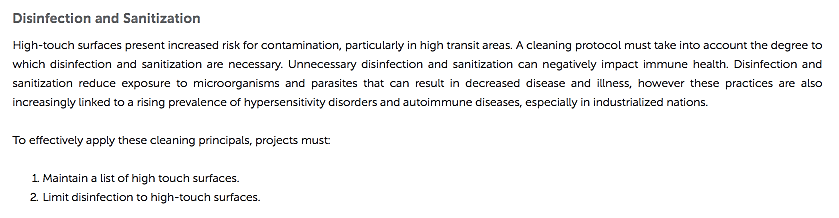 Disinfection and Sanitization
High-touch surfaces present increased risk for contamination, particularly in high transit areas. A cleaning protocol must take into account the degree to
which disinfection and sanitization are necessary. Unnecessary disinfection and sanitization can negatively impact immune health. Disinfection and
sanitization reduce exposure to microorganisms and parasites that can result in decreased disease and illness, however these practices are also
increasingly linked to a rising prevalence of hypersensitivity disorders and autoimmune diseases, especially in industrialized nations.
To effectively apply these cleaning principals, projects must:
1. Maintain a list of high touch surfaces.
2. Limit disinfection to high-touch surfaces.